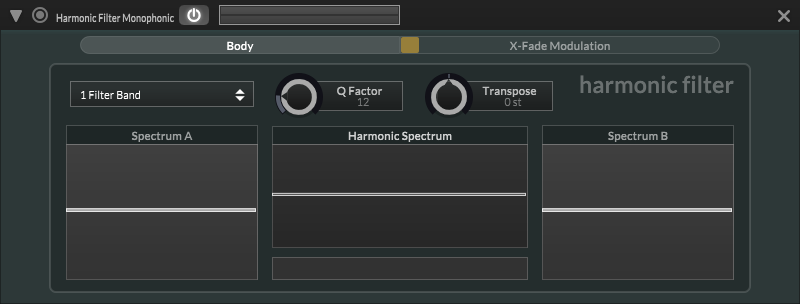 Harmonic Filter Monophonic
Body
X-Fade Modulation
1 Filter Band
Q Factor
12
Transpose
0 st
harmonic filter
Spectrum A
Harmonic Spectrum
Spectrum B